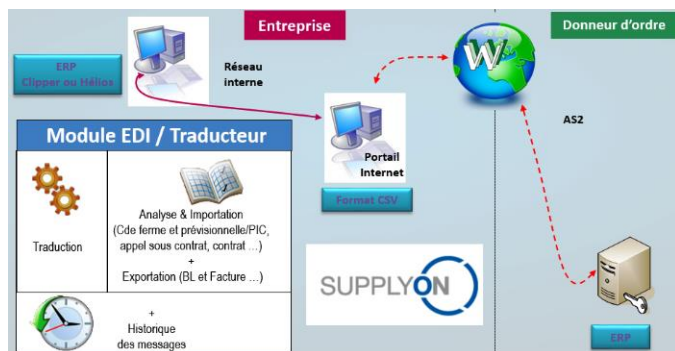 Entreprise
Donneur d'ordre
ERP
Clipper ou Hélios
Réseau
interne
W
AS2
Module EDI / Traducteur
Portail
Internet
Format CSV
Traduction
Analyse & Importation
(Cde ferme et prévisionnelle/PIC,
appel sous contrat, contrat ...)
+
Exportation (BL et Facture ...)
SUPPLYON
+
Historique
des messages
ERP